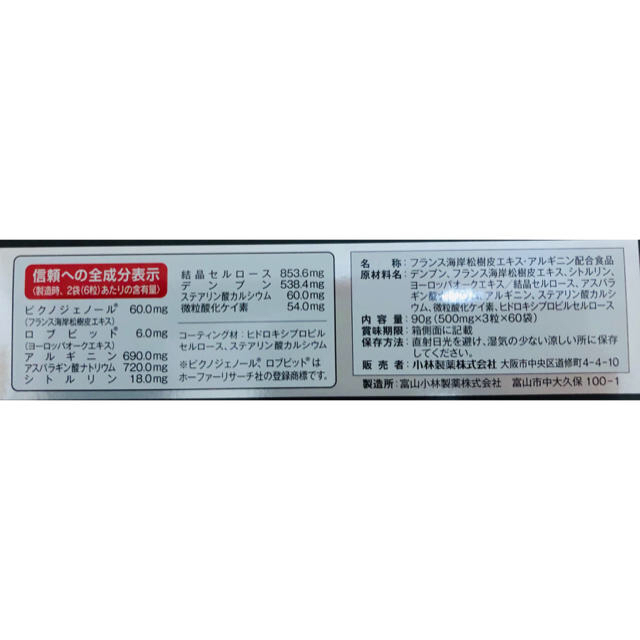 信頼への全成分表示
〈製造時、2袋(6粒)あたりの含有量〉
ピクノジェノール® 60.0mg
(フランス海岸松樹皮エキス)
ロブビット® 6.0mg
(ヨーロッパオークエキス)
アルギニン 690.0mg
アスパラギン酸ナトリウム 720.0mg
シトルリン 18.0mg
結晶セルロース 853.6mg
デンプン 538.4mg
ステアリン酸カルシウム 60.0mg
微粒酸化ケイ素 54.0mg
コーティング材:ヒドロキシプロピル
セルロース、ステアリン酸カルシウム
※ピクノジェノール、ロブビットは
ホーファーリサーチ社の登録商標です。
名称:フランス海岸松樹皮エキス・アルギニン配合食品
原材料名:デンプン、フランス海岸松樹皮エキス、シトルリン、
ヨーロッパオークエキス/結晶セルロース、アスパラ
ギン酸ナトリウム、アルギニン、ステアリン酸カルシ
ウム、微粒酸化ケイ素、ヒドロキシプロピルセルロース
内容量:90g(500mg×3粒×60袋)
賞味期限:箱側面に記載
保存方法:直射日光を避け、湿気の少ない涼しい所に保存
してください。
販売者:小林製薬株式会社 大阪市中央区道修町4-4-10
製造所:富山小林製薬株式会社 富山市中大久保100-1